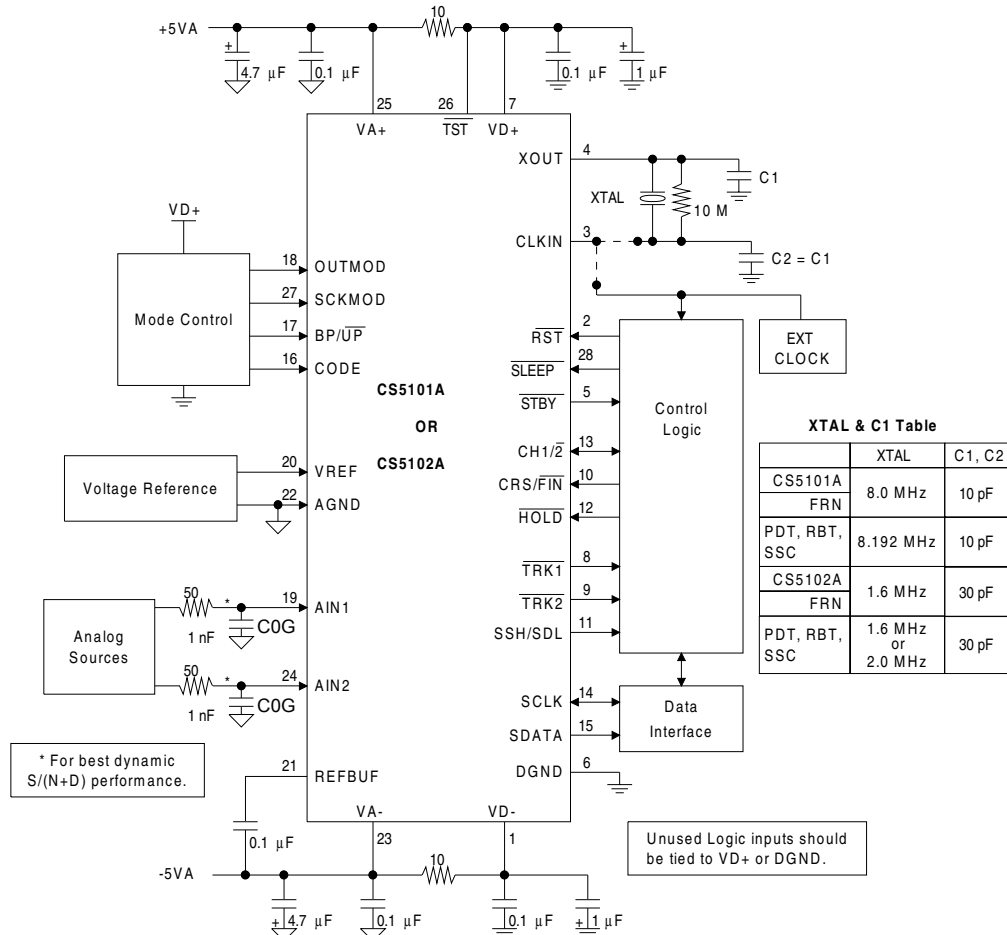 +5VA
10
+
4.7 µF
0.1 µF
0.1 µF
+
1 µF
25
26
7
VA+
TST
VD+
XOUT
4
C1
XTAL
10 M
CLKIN
3
C2 = C1
VD+
Mode Control
18
OUTMOD
27
SCKMOD
17
BP/UP
16
CODE
CS5101A
OR
CS5102A
RST
2
SLEEP
28
STBY
5
CH1/2
13
CRS/FIN
10
HOLD
12
TRK1
8
TRK2
9
SSH/SDL
11
Control
Logic
EXT
CLOCK
Voltage Reference
20
VREF
22
AGND
XTAL & C1 Table
XTAL C1, C2
CS5101A
FRN
8.0 MHz 10 pF
PDT, RBT,
SSC
8.192 MHz 10 pF
CS5102A
FRN
1.6 MHz 30 pF
PDT, RBT,
SSC
1.6 MHz
or
2.0 MHz
30 pF
Analog
Sources
50
*
19
AIN1
1 nF
C0G
50
*
24
AIN2
1 nF
C0G
SCLK
14
SDATA
15
Data
Interface
DGND
6
* For best dynamic
S/(N+D) performance.
21
REFBUF
0.1 µF
VA-
VD-
23
1
Unused Logic inputs should
be tied to VD+ or DGND.
-5VA
10
+
4.7 µF
0.1 µF
0.1 µF
+
1 µF